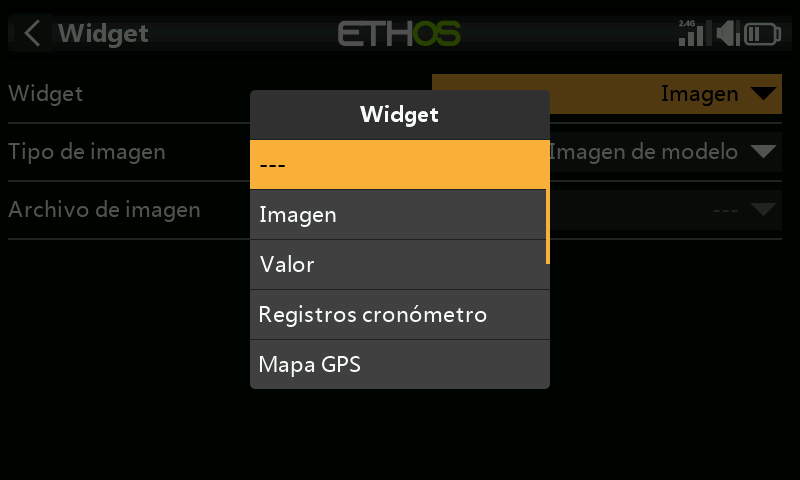 Widget
ETHOS
2.4G
Widget
Imagen
Widget
---
Tipo de imagen
Imagen de modelo
Archivo de imagen
---
Imagen
Valor
Registros cronómetro
Mapa GPS